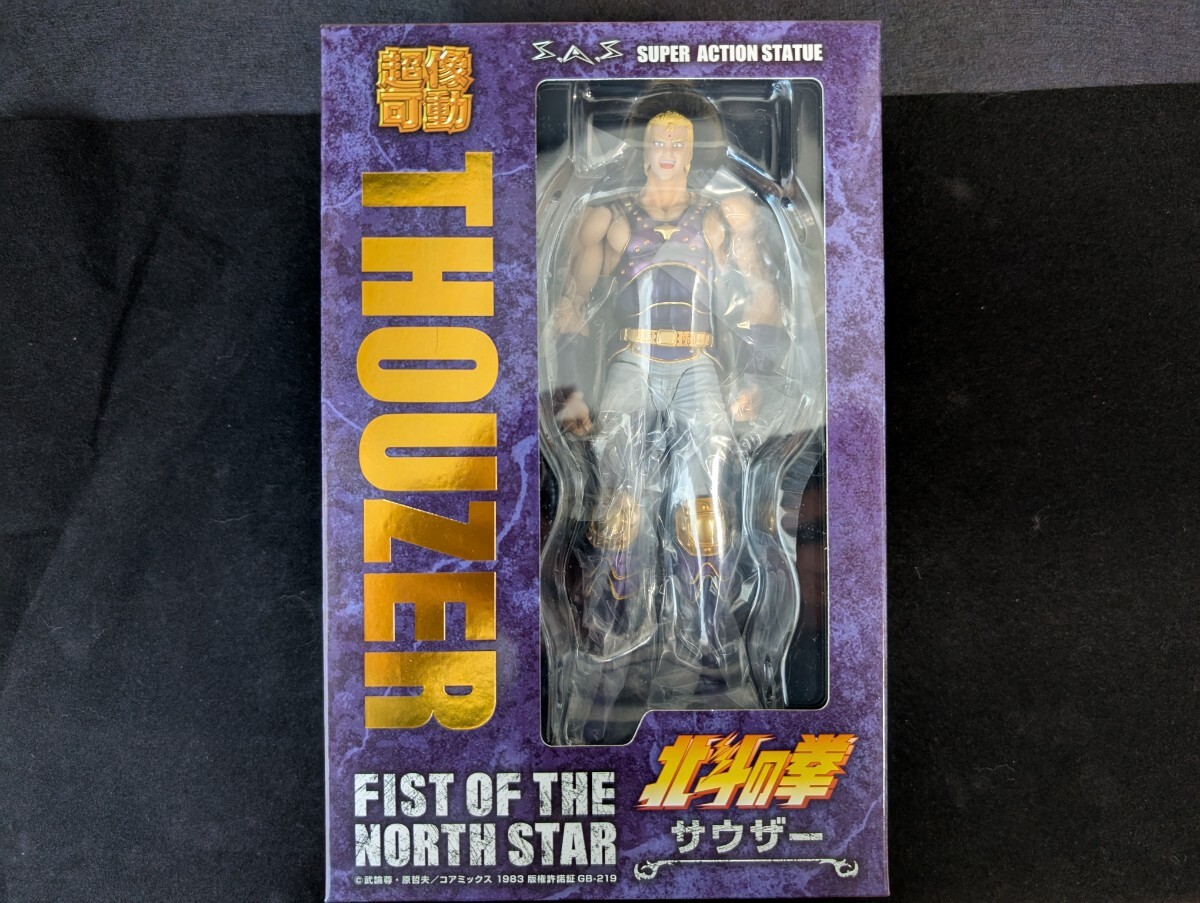 S.A.S SUPER ACTION STATUE
超像
可動
THOUZER
FIST OF THE
NORTH STAR
北斗の拳
サウザー
©武論尊・原哲夫/コアミックス 1983 版権許諾証 GB-219